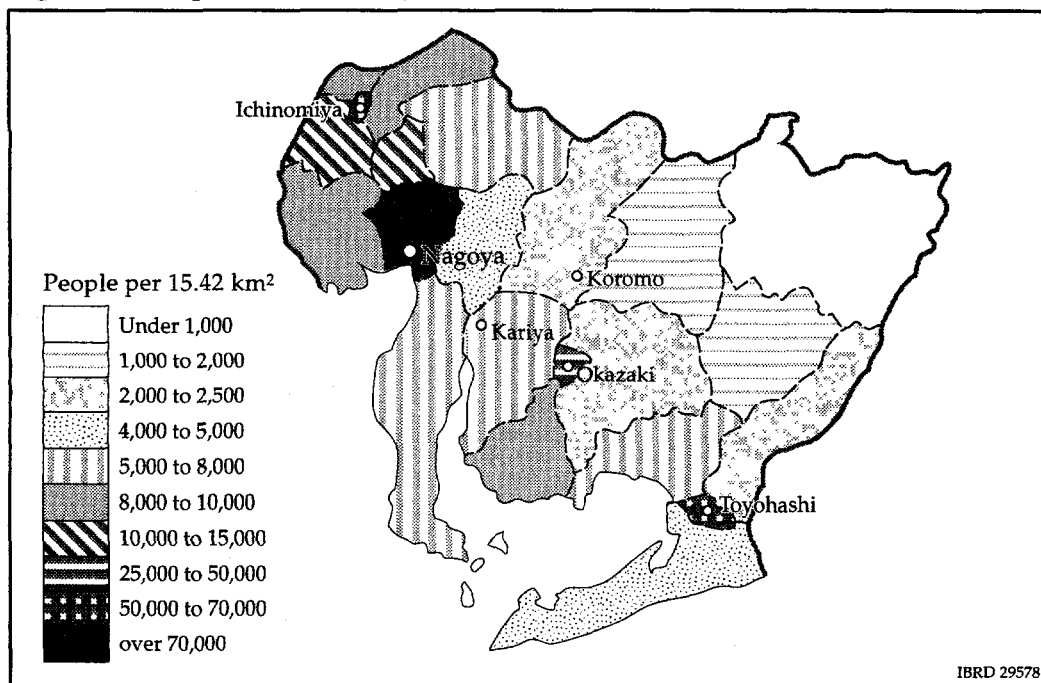 Ichinomiya
Nagoya
Koromo
Kariya
Okazaki
Toyohashi
People per 15.42 km²
Under 1,000
1,000 to 2,000
2,000 to 2,500
4,000 to 5,000
5,000 to 8,000
8,000 to 10,000
10,000 to 15,000
25,000 to 50,000
50,000 to 70,000
over 70,000
IBRD 29578